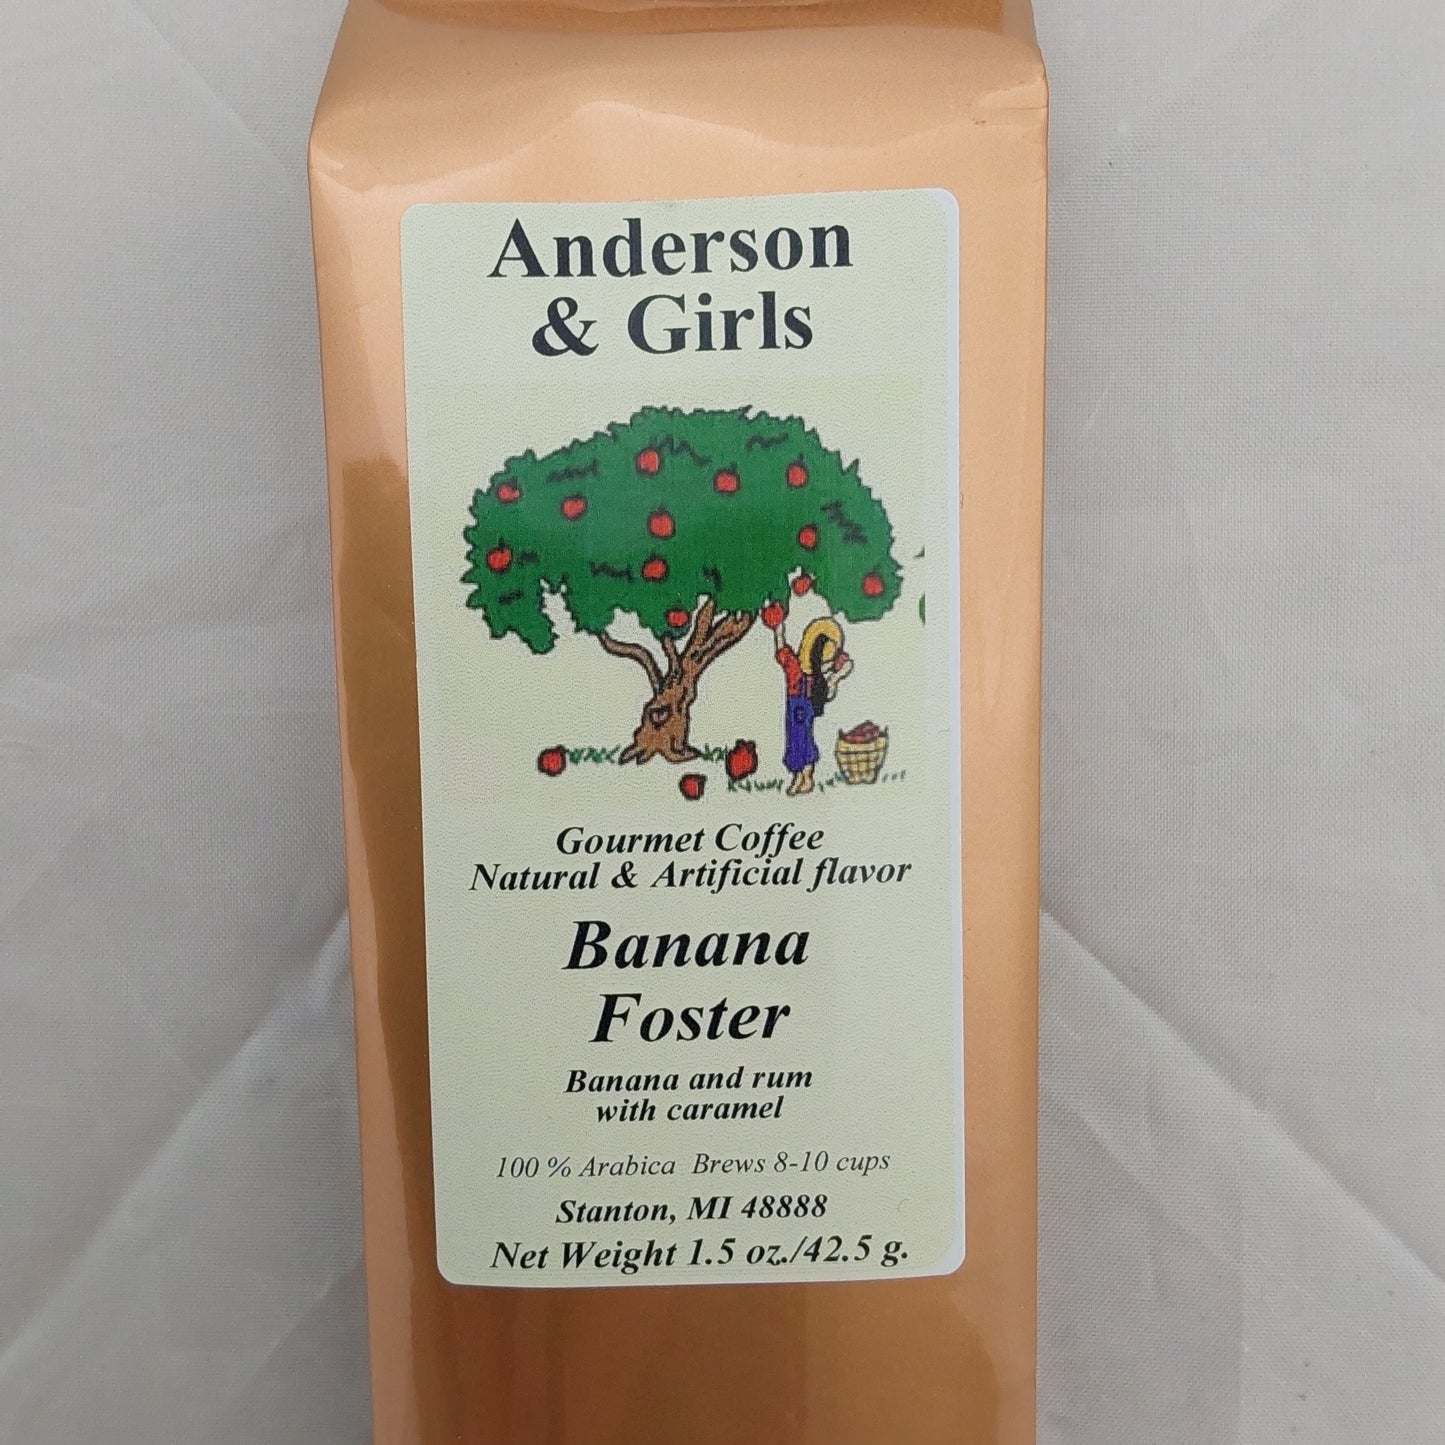 Anderson
& Girls
Gourmet Coffee
Natural & Artificial flavor
Banana
Foster
Banana and rum
with caramel
100 % Arabica Brews 8-10 cups
Stanton, MI 48888
Net Weight 1.5 oz./42.5 g.